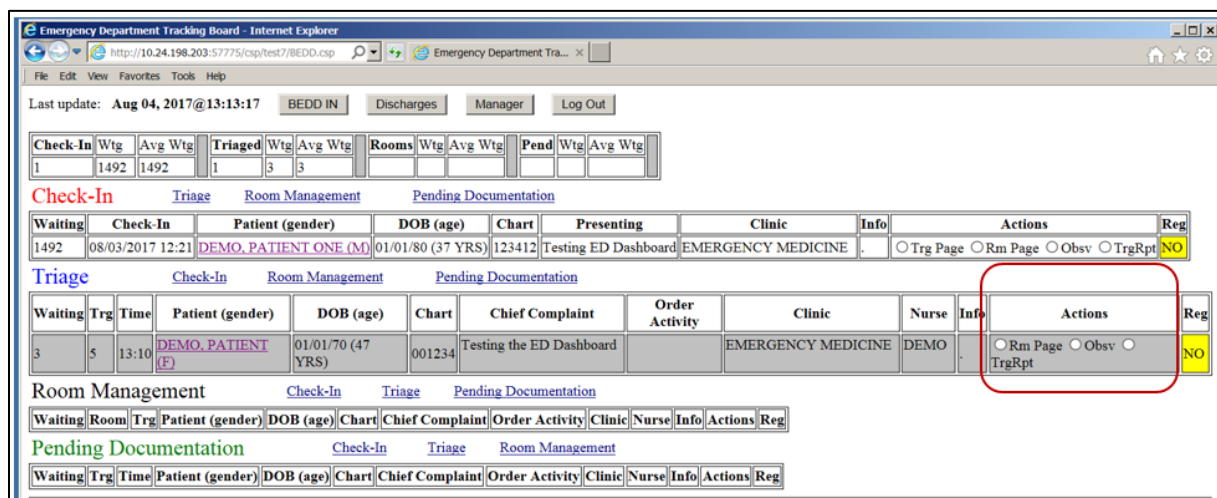 Emergency Department Tracking Board - Internet Explorer
http://10.24.198.203:57775/csp/test7/BEDD.csp Emergency Department Tra... ×
File Edit View Favorites Tools Help
Last update: Aug 04, 2017@13:13:17 BEDD IN Discharges Manager Log Out
Check-In Wtg Avg Wtg Triaged Wtg Avg Wtg Rooms Wtg Avg Wtg Pend Wtg Avg Wtg
1 1492 1492 1 3 3
Check-In Triage Room Management Pending Documentation
Waiting Check-In Patient (gender) DOB (age) Chart Presenting Clinic Info Actions Reg
1492 08/03/2017 12:21 DEMO, PATIENT ONE (M) 01/01/80 (37 YRS) 123412 Testing ED Dashboard EMERGENCY MEDICINE . Trg Page Rm Page Obsv TrgRpt NO
Triage Check-In Room Management Pending Documentation
Waiting Trg Time Patient (gender) DOB (age) Chart Chief Complaint Order Activity Clinic Nurse Info Actions Reg
3 5 13:10 DEMO, PATIENT (F) 01/01/70 (47 YRS) 001234 Testing the ED Dashboard EMERGENCY MEDICINE DEMO . Rm Page Obsv TrgRpt NO
Room Management Check-In Triage Pending Documentation
Waiting Room Trg Patient (gender) DOB (age) Chart Chief Complaint Order Activity Clinic Nurse Info Actions Reg
Pending Documentation Check-In Triage Room Management
Waiting Trg Time Patient (gender) DOB (age) Chart Chief Complaint Order Activity Clinic Nurse Info Actions Reg